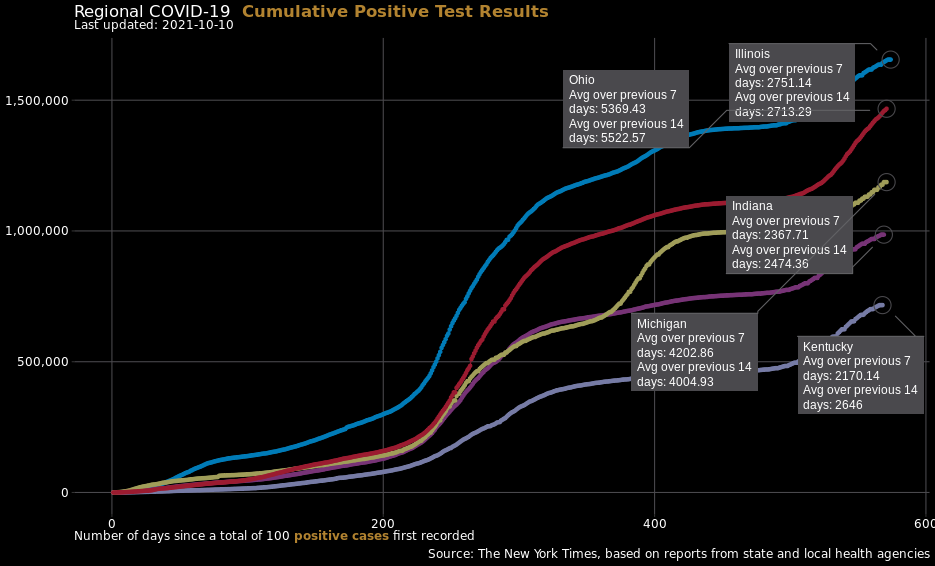 Regional COVID-19 Cumulative Positive Test Results
Last updated: 2021-10-10
Illinois
Avg over previous 7
days: 2751.14
Avg over previous 14
days: 2713.29
Ohio
Avg over previous 7
days: 5369.43
Avg over previous 14
days: 5522.57
Indiana
Avg over previous 7
days: 2367.71
Avg over previous 14
days: 2474.36
Michigan
Avg over previous 7
days: 4202.86
Avg over previous 14
days: 4004.93
Kentucky
Avg over previous 7
days: 2170.14
Avg over previous 14
days: 2646
1,500,000
1,000,000
500,000
0
0 200 400 600
Number of days since a total of 100 positive cases first recorded
Source: The New York Times, based on reports from state and local health agencies